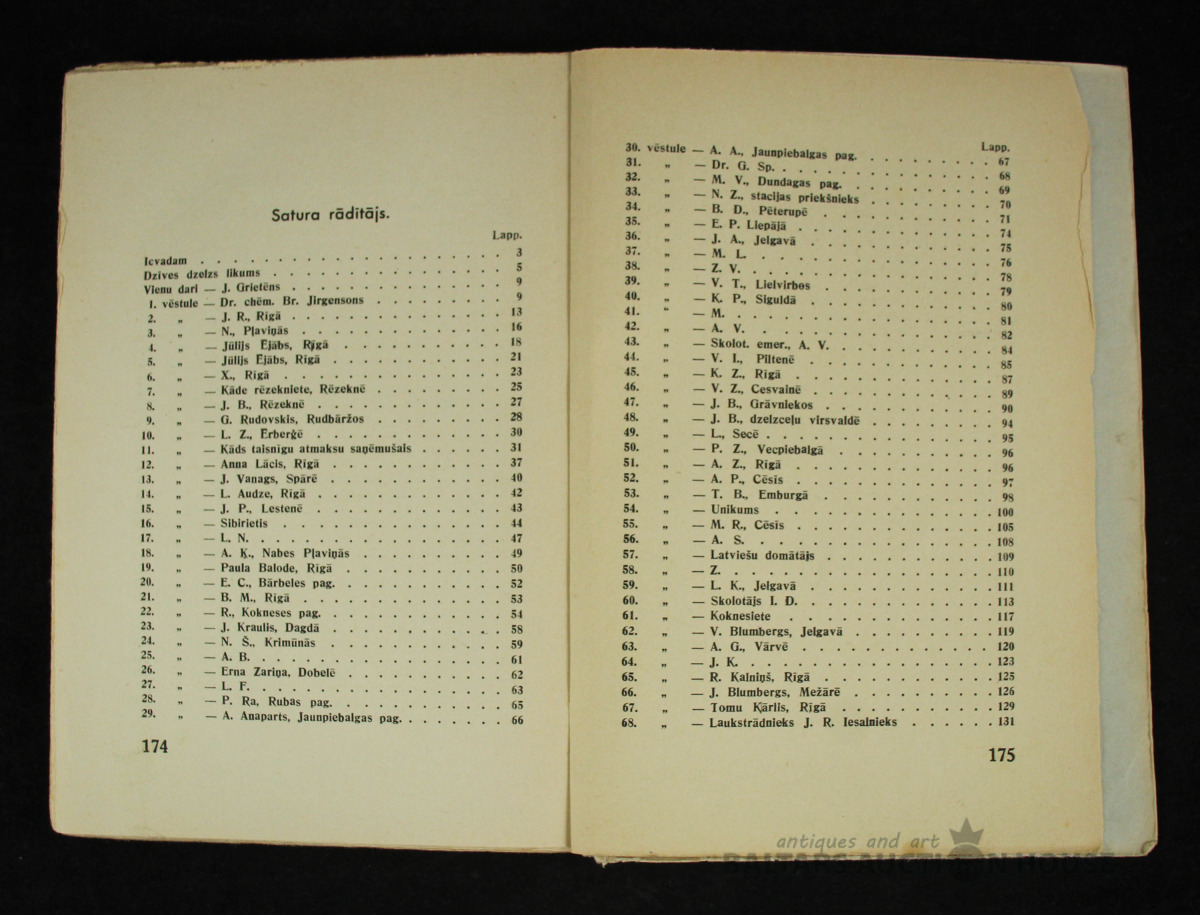 Satura rādītājs.
Lapp.
Ievadam . . . . . . . . . . . . . . . . . . . . 3
Dzīves dzelzs likums . . . . . . . . . . . . . . . 5
Vienu dari — J. Grietēns . . . . . . . . . . . . . . 9
1. vēstule — Dr. chēm. Br. Jirgensons . . . . . . . . . 9
2. „ — J. R., Rīgā . . . . . . . . . . . . . . 13
3. „ — N., Pļaviņās . . . . . . . . . . . . . 16
4. „ — Jūlijs Ējābs, Rīgā . . . . . . . . . . . 18
5. „ — Jūlijs Ējābs, Rīgā . . . . . . . . . . . 21
6. „ — X., Rīgā . . . . . . . . . . . . . . . 23
7. „ — Kāde rēzekniete, Rēzeknē . . . . . . . . . 25
8. „ — J. B., Rēzeknē . . . . . . . . . . . . 27
9. „ — G. Rudovskis, Rudbāržos . . . . . . . . . 28
10. „ — L. Z., Ērberģē . . . . . . . . . . . . . 30
11. „ — Kāds taisnīgu atmaksu saņēmušais . . . . . . 31
12. „ — Anna Lācis, Rīgā . . . . . . . . . . . . 37
13. „ — J. Vanags, Spārē . . . . . . . . . . . . 40
14. „ — L. Audze, Rīgā . . . . . . . . . . . . 42
15. „ — J. P., Lestenē . . . . . . . . . . . . . 43
16. „ — Sibirietis . . . . . . . . . . . . . . 44
17. „ — L. N. . . . . . . . . . . . . . . . . 47
18. „ — A. Ķ., Nabes Pļaviņās . . . . . . . . . . 49
19. „ — Paula Balode, Rīgā . . . . . . . . . . . 50
20. „ — E. C., Bārbeles pag. . . . . . . . . . . . 52
21. „ — B. M., Rīgā . . . . . . . . . . . . . 53
22. „ — R., Kokneses pag. . . . . . . . . . . . . 54
23. „ — J. Kraulis, Dagdā . . . . . . . . . . . . 58
24. „ — N. Š., Krimūnās . . . . . . . . . . . . 59
25. „ — A. B. . . . . . . . . . . . . . . . . 61
26. „ — Erna Zariņa, Dobelē . . . . . . . . . . . 62
27. „ — L. F. . . . . . . . . . . . . . . . . 63
28. „ — P. Ra, Rubas pag. . . . . . . . . . . . . 65
29. „ — A. Anaparts, Jaunpiebalgas pag. . . . . . . . 66
174
Lapp.
30. vēstule — A. A., Jaunpiebalgas pag. . . . . . . . . . 67
31. „ — Dr. G. Sp. . . . . . . . . . . . . . . 68
32. „ — M. V., Dundagas pag. . . . . . . . . . . 69
33. „ — N. Z., stacijas priekšnieks . . . . . . . . . 70
34. „ — B. D., Pēterupē . . . . . . . . . . . . 71
35. „ — E. P. Liepājā . . . . . . . . . . . . . 74
36. „ — J. A., Jelgavā . . . . . . . . . . . . . 75
37. „ — M. L. . . . . . . . . . . . . . . . . 76
38. „ — Z. V. . . . . . . . . . . . . . . . . 78
39. „ — V. T., Lielvirbos . . . . . . . . . . . . 79
40. „ — K. P., Siguldā . . . . . . . . . . . . . 80
41. „ — M. . . . . . . . . . . . . . . . . . 81
42. „ — A. V. . . . . . . . . . . . . . . . . 82
43. „ — Skolot. emer., A. V. . . . . . . . . . . . 84
44. „ — V. I., Piltenē . . . . . . . . . . . . . 85
45. „ — K. Z., Rīgā . . . . . . . . . . . . . . 87
46. „ — V. Z., Cesvainē . . . . . . . . . . . . 89
47. „ — J. B., Grāvniekos . . . . . . . . . . . . 90
48. „ — J. B., dzelzceļu virsvaldē . . . . . . . . . 94
49. „ — L., Secē . . . . . . . . . . . . . . . 95
50. „ — P. Z., Vecpiebalgā . . . . . . . . . . . 96
51. „ — A. Z., Rīgā . . . . . . . . . . . . . 96
52. „ — A. P., Cēsīs . . . . . . . . . . . . . 97
53. „ — T. B., Emburgā . . . . . . . . . . . . 98
54. „ — Unikums . . . . . . . . . . . . . . 100
55. „ — M. R., Cēsīs . . . . . . . . . . . . . 105
56. „ — A. S. . . . . . . . . . . . . . . . . 108
57. „ — Latviešu domātājs . . . . . . . . . . . . 109
58. „ — Z. . . . . . . . . . . . . . . . . . 110
59. „ — L. K., Jelgavā . . . . . . . . . . . . . 111
60. „ — Skolotājs I. D. . . . . . . . . . . . . . 113
61. „ — Koknesiete . . . . . . . . . . . . . . 117
62. „ — V. Blumbergs, Jelgavā . . . . . . . . . . 119
63. „ — A. G., Vārvē . . . . . . . . . . . . . 120
64. „ — J. K. . . . . . . . . . . . . . . . . 123
65. „ — R. Kalniņš, Rīgā . . . . . . . . . . . . 125
66. „ — J. Blumbergs, Mežārē . . . . . . . . . . 126
67. „ — Tomu Kārlis, Rīgā . . . . . . . . . . . 129
68. „ — Laukstrādnieks J. R. Iesalnieks . . . . . . 131
175
antiques and art
BALTARS AUCTION HOUSE